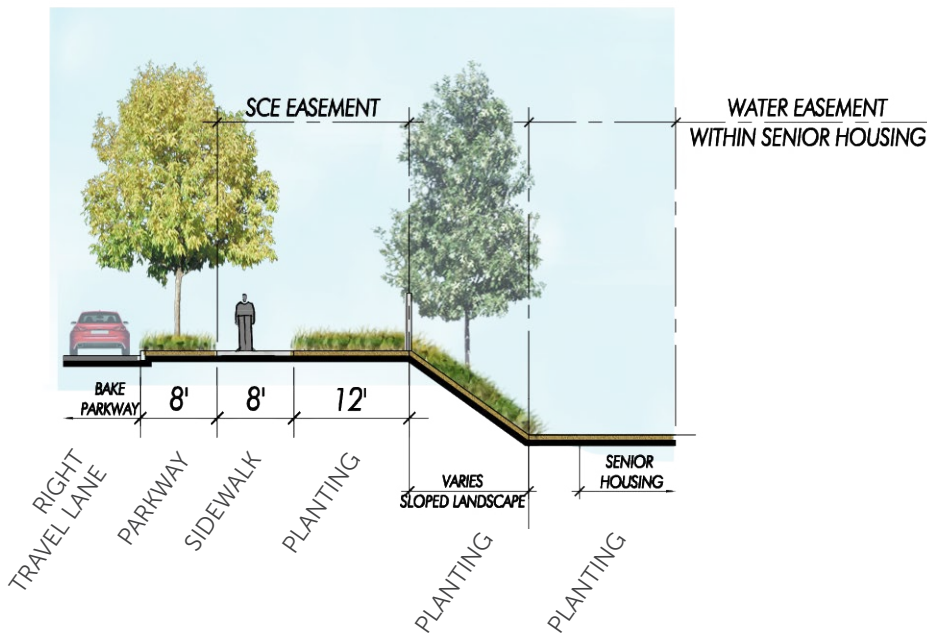 SCE EASEMENT
WATER EASEMENT
WITHIN SENIOR HOUSING
BAKE
PARKWAY
8'
8'
12'
RIGHT
TRAVEL LANE
PARKWAY
SIDEWALK
PLANTING
VARIES
SLOPED LANDSCAPE
SENIOR
HOUSING
PLANTING
PLANTING